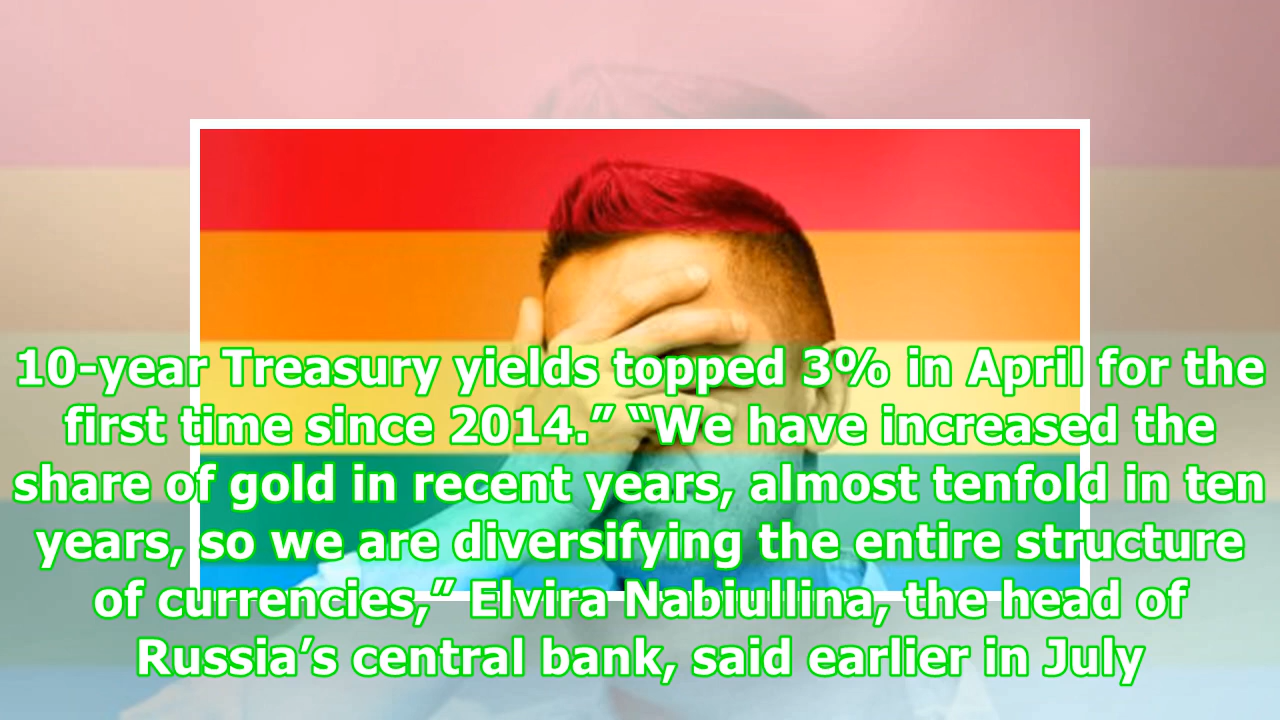 10-year Treasury yields topped 3% in April for the
first time since 2014.” “We have increased the
share of gold in recent years, almost tenfold in ten
years, so we are diversifying the entire structure
of currencies,” Elvira Nabiullina, the head of
Russia’s central bank, said earlier in July